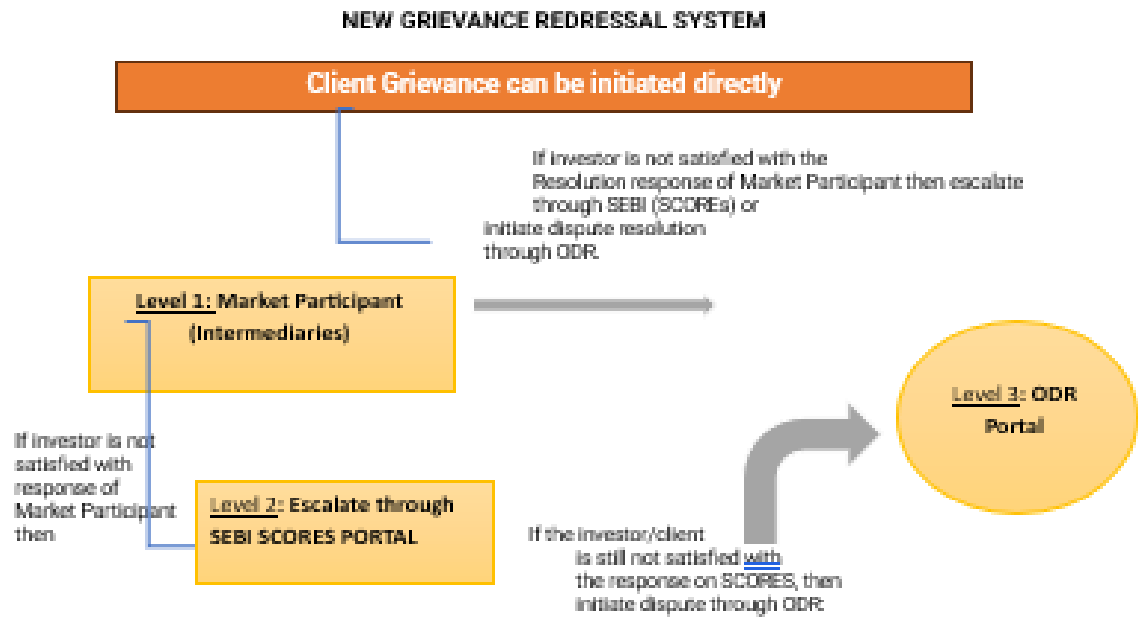 NEW GRIEVANCE REDRESSAL SYSTEM
Client Grievance can be initiated directly
If investor is not satisfied with the
Resolution response of Market Participant then escalate
through SEBI (SCOREs) or
initiate dispute resolution
through ODR.
Level 1: Market Participant
(Intermediaries)
Level 3: ODR
Portal
If investor is not
satisfied with
response of
Market Participant
then
Level 2: Escalate through
SEBI SCORES PORTAL
If the investor/client
is still not satisfied with
the response on SCORES, then
initiate dispute through ODR: